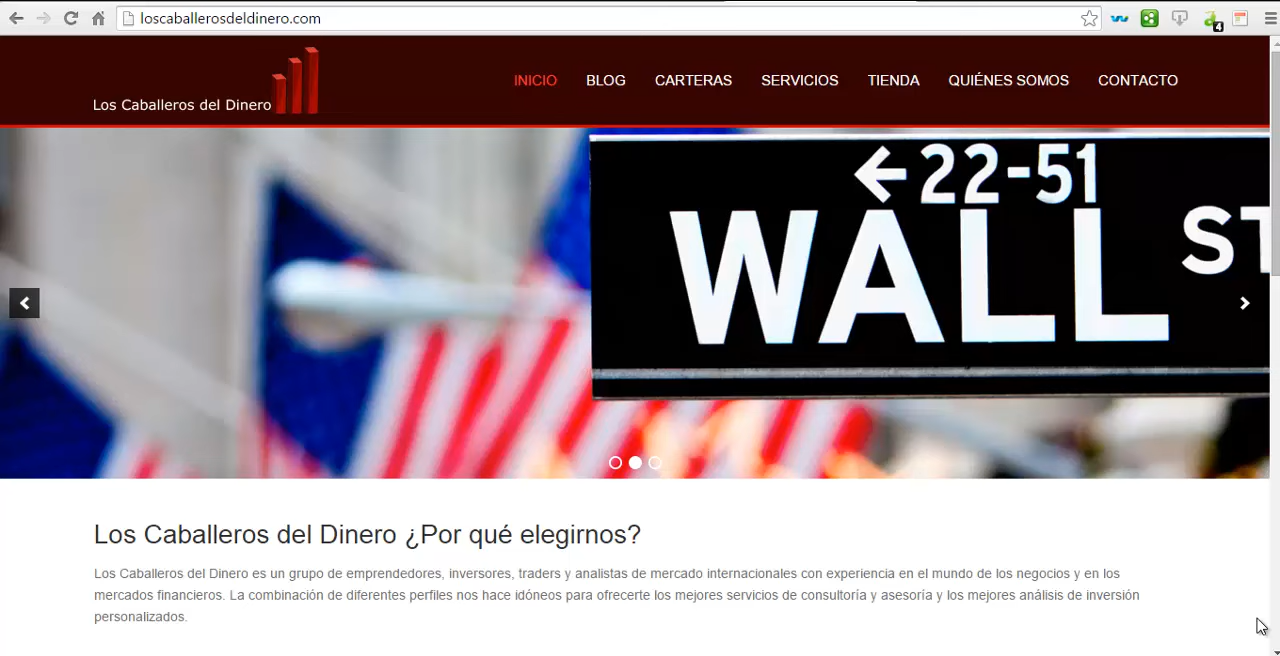 loscaballerosdeldinero.com
4
Los Caballeros del Dinero
INICIO BLOG CARTERAS SERVICIOS TIENDA QUIÉNES SOMOS CONTACTO
←22-51
WALL ST
Los Caballeros del Dinero ¿Por qué elegirnos?
Los Caballeros del Dinero es un grupo de emprendedores, inversores, traders y analistas de mercado internacionales con experiencia en el mundo de los negocios y en los
mercados financieros. La combinación de diferentes perfiles nos hace idóneos para ofrecerte los mejores servicios de consultoría y asesoría y los mejores análisis de inversión
personalizados.